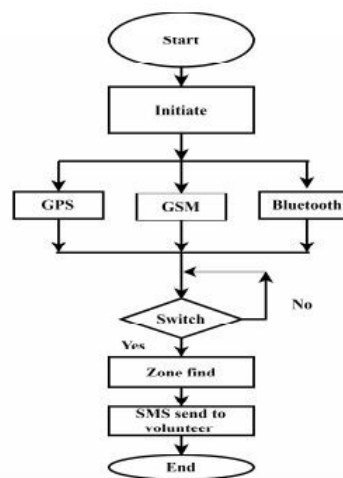 Start
Initiate
GPS
GSM
Bluetooth
No
Switch
Yes
Zone find
SMS send to
volunteer
End